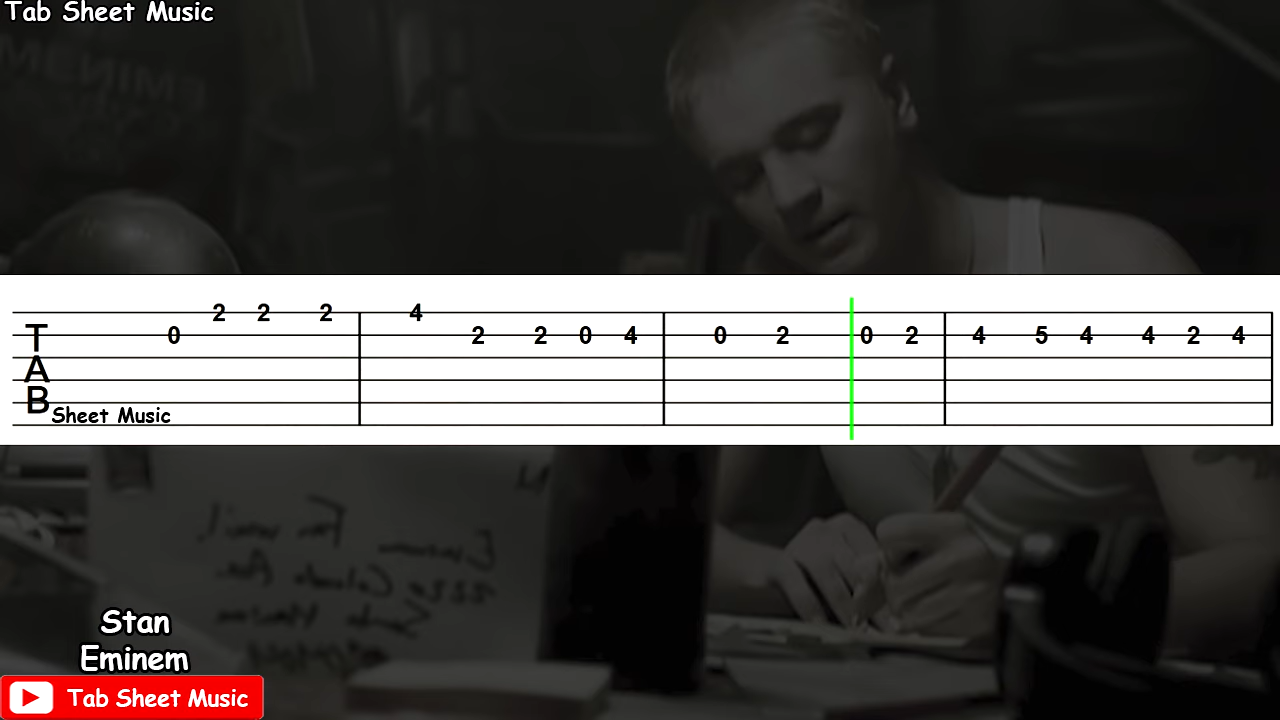 Tab Sheet Music
2 2 2 4
T 0 2 2 0 4 0 2 0 2 4 5 4 4 2 4
A
B
Sheet Music
Stan
Eminem
Tab Sheet Music